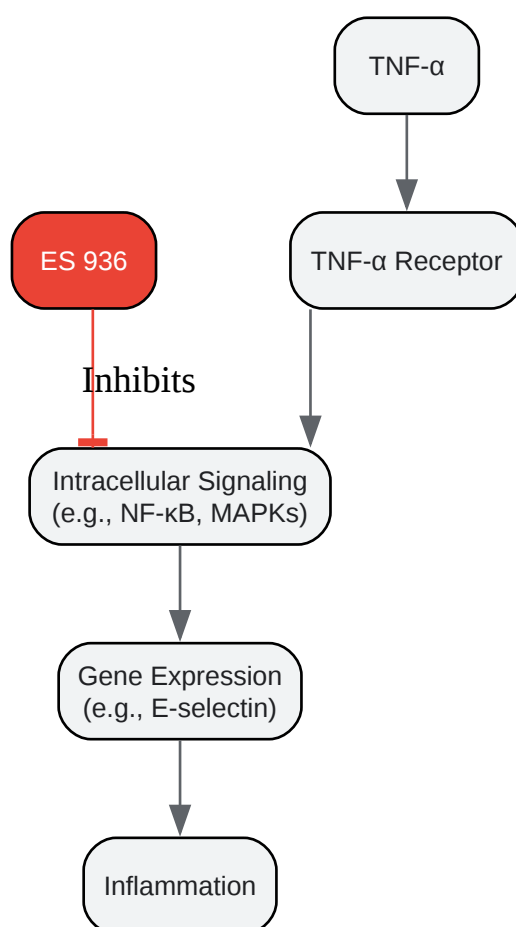 TNF-α
ES 936
TNF-α Receptor
Inhibits
Intracellular Signaling
(e.g., NF-κB, MAPKs)
Gene Expression
(e.g., E-selectin)
Inflammation